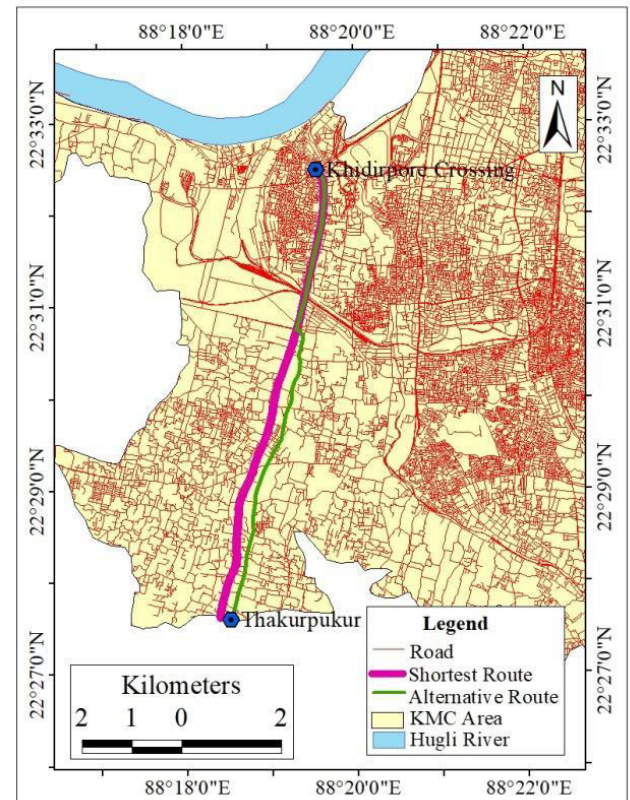 88°18'0"E 88°20'0"E 88°22'0"E
N
22°33'0"N 22°33'0"N
Khidirpore Crossing
22°31'0"N 22°31'0"N
22°29'0"N 22°29'0"N
Thakurpukur
22°27'0"N 22°27'0"N
Legend
Road
Shortest Route
Alternative Route
KMC Area
Hugli River
Kilometers
2 1 0 2
88°18'0"E 88°20'0"E 88°22'0"E